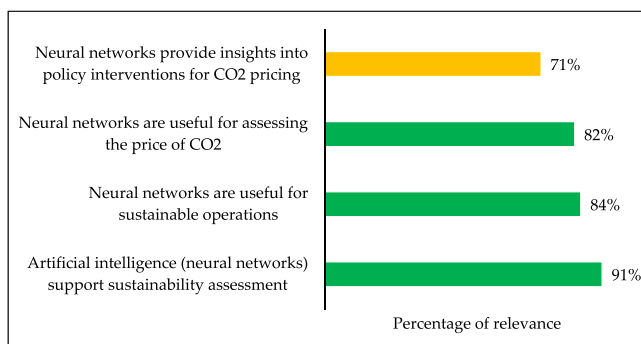 Neural networks provide insights into
policy interventions for CO2 pricing
71%
Neural networks are useful for assessing
the price of CO2
82%
Neural networks are useful for
sustainable operations
84%
Artificial intelligence (neural networks)
support sustainability assessment
91%
Percentage of relevance